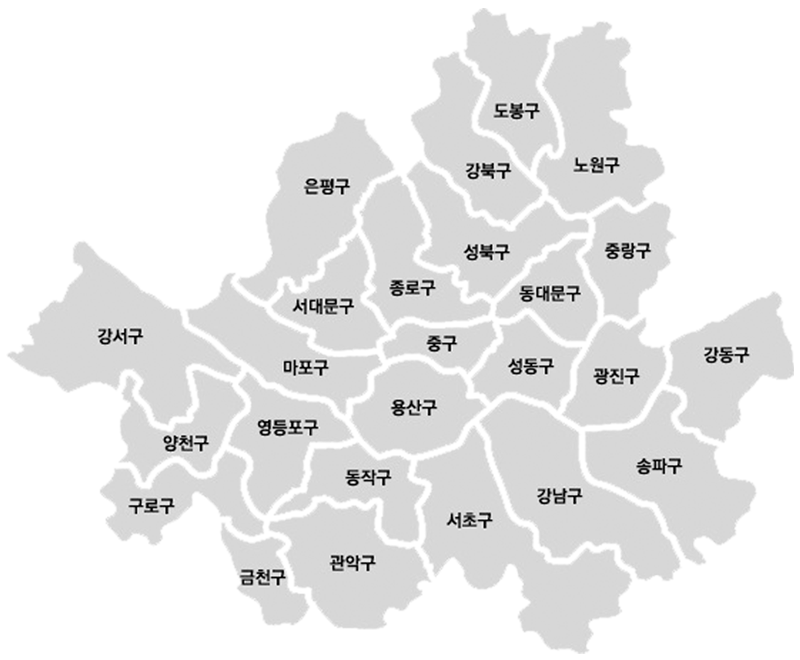 도봉구
노원구
강북구
은평구
성북구
중랑구
종로구
동대문구
서대문구
강서구
중구
강동구
마포구
성동구
광진구
용산구
영등포구
양천구
송파구
동작구
강남구
구로구
서초구
관악구
금천구